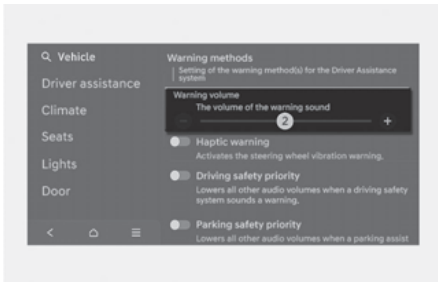 Vehicle
Driver assistance
Climate
Seats
Lights
Door
Warning methods
Setting of the warning method(s) for the Driver Assistance
system
Warning volume
The volume of the warning sound
− 2 +
Haptic warning
Activates the steering wheel vibration warning.
Driving safety priority
Lowers all other audio volumes when a driving safety
system sounds a warning.
Parking safety priority
Lowers all other audio volumes when a parking assist